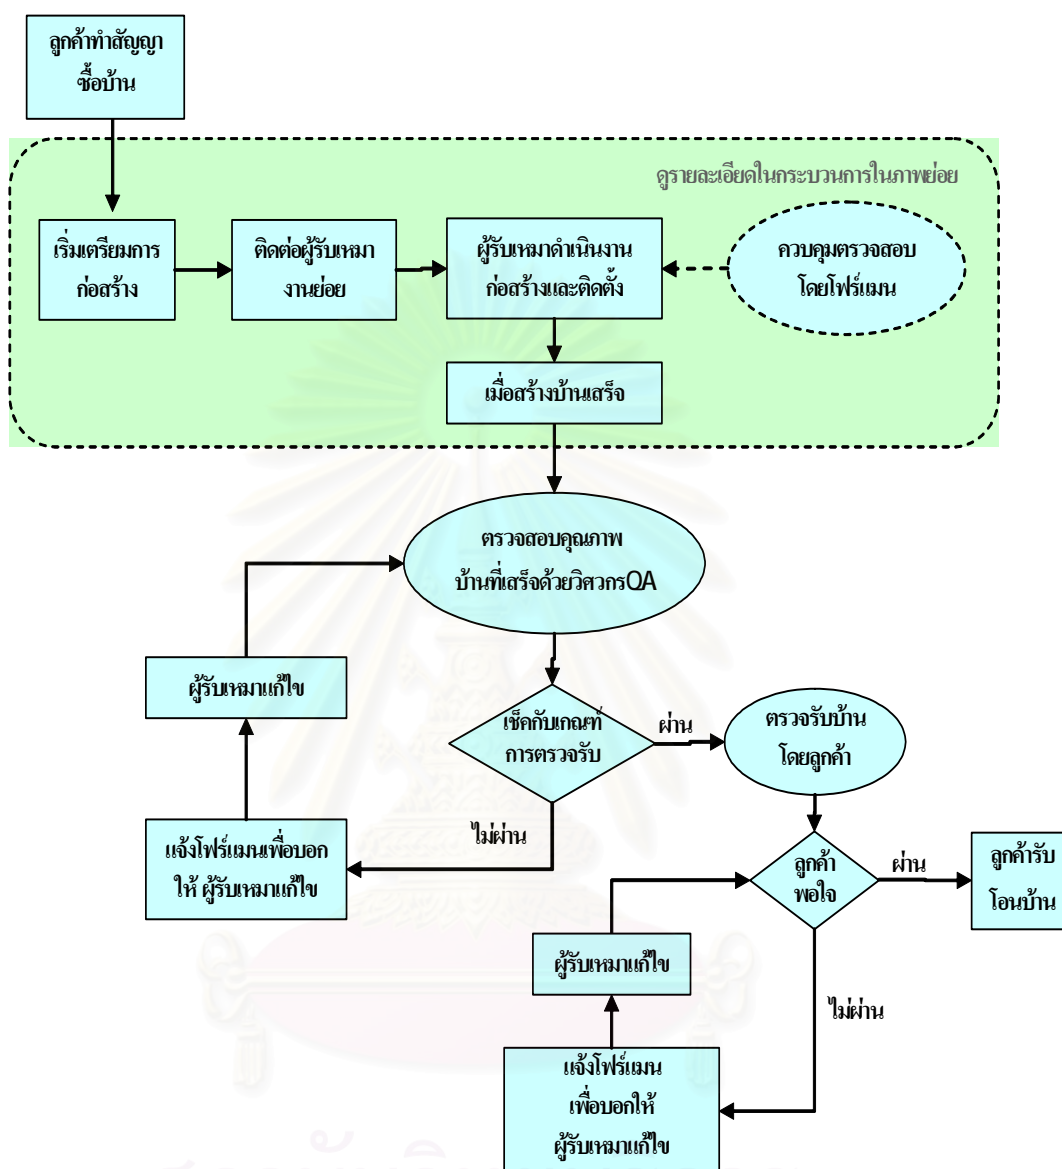 ลูกค้าทำสัญญา
ซื้อบ้าน
ดูรายละเอียดในกระบวนการในภาพย่อย
เริ่มเตรียมการ
ก่อสร้าง
ติดต่อผู้รับเหมา
งานย่อย
ผู้รับเหมาดำเนินงาน
ก่อสร้างและติดตั้ง
ควบคุมตรวจสอบ
โดยโฟร์แมน
เมื่อสร้างบ้านเสร็จ
ตรวจสอบคุณภาพ
บ้านที่เสร็จด้วยวิศวกรQA
ผู้รับเหมาแก้ไข
เช็คกับเกณฑ์
การตรวจรับ
ผ่าน
ตรวจรับบ้าน
โดยลูกค้า
ไม่ผ่าน
แจ้งโฟร์แมนเพื่อบอก
ให้ ผู้รับเหมาแก้ไข
ลูกค้า
พอใจ
ผ่าน
ลูกค้ารับ
โอนบ้าน
ผู้รับเหมาแก้ไข
ไม่ผ่าน
แจ้งโฟร์แมน
เพื่อบอกให้
ผู้รับเหมาแก้ไข